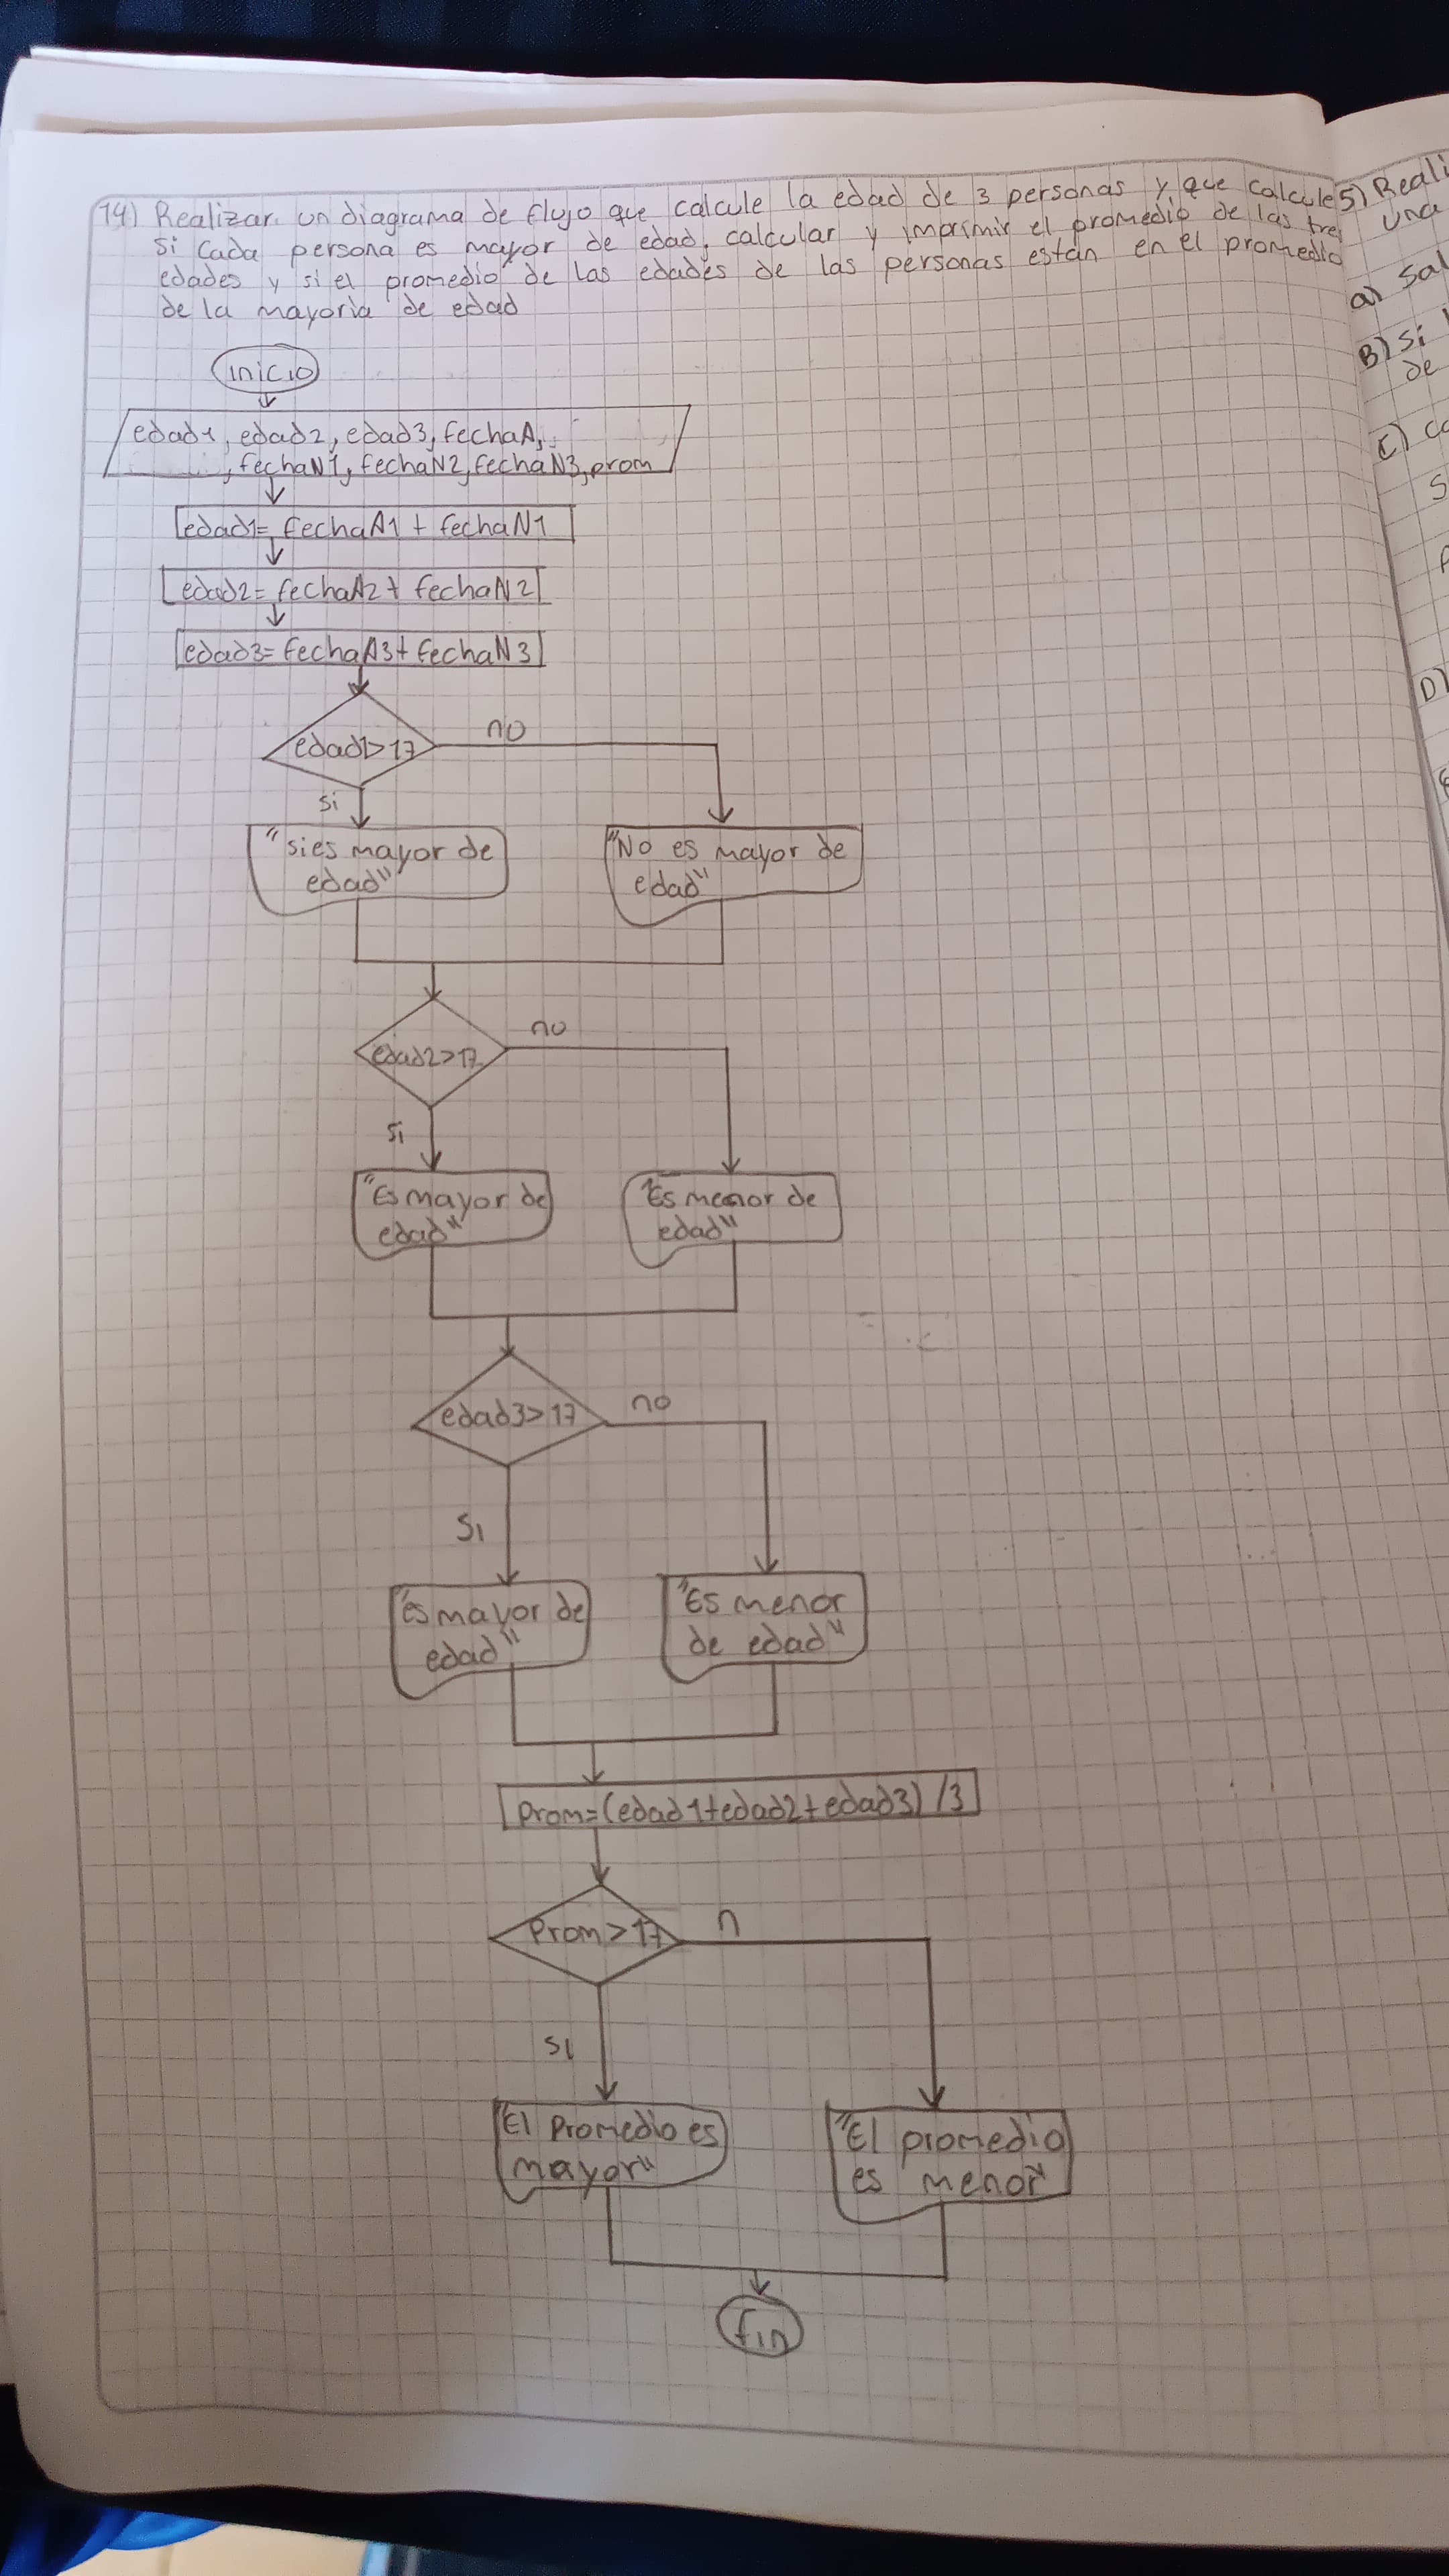 14) Realizar un diagrama de flujo que calcule la edad de 3 personas y que calcule
si cada persona es mayor de edad, calcular y imprimir el promedio de las tres
edades y si el promedio de las edades de las personas están en el promedio
de la mayoria de edad
inicio
edad1, edad2, edad3, fechaA,
, fechaN1, fechaN2, fechaN3, prom
edad1= fechaA1 + fechaN1
edad2= fechaA2 + fechaN2
edad3= fechaA3+ fechaN3
edad1>17
no
si
"si es mayor de
edad"
"No es mayor de
edad"
edad2>17
no
si
"Es mayor de
edad"
"Es menor de
edad"
edad3>17
no
Si
"es mayor de
edad"
"Es menor
de edad"
Prom=(edad1+edad2+edad3)/3
Prom>17
n
si
"El Promedio es
mayor"
"El promedio
es menor"
fin
5) Reali
una
a) Sal
B) Si
de
C) Co
S
D)